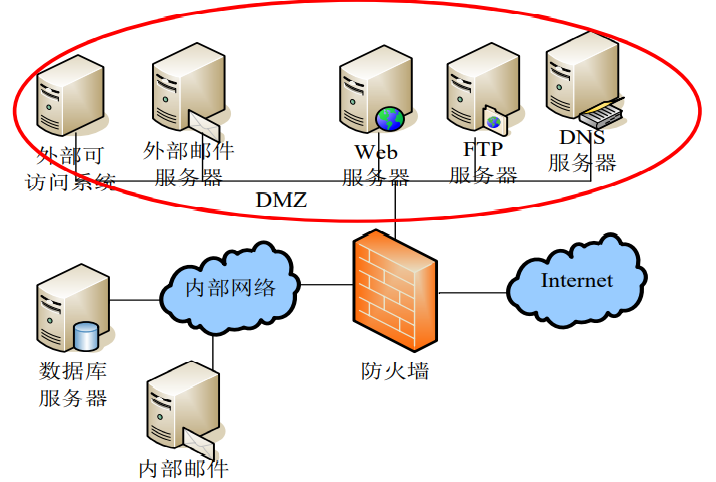 外部可
访问系统
外部邮件
服务器
Web
服务器
FTP
服务器
DNS
服务器
DMZ
内部网络
Internet
数据库
服务器
防火墙
内部邮件